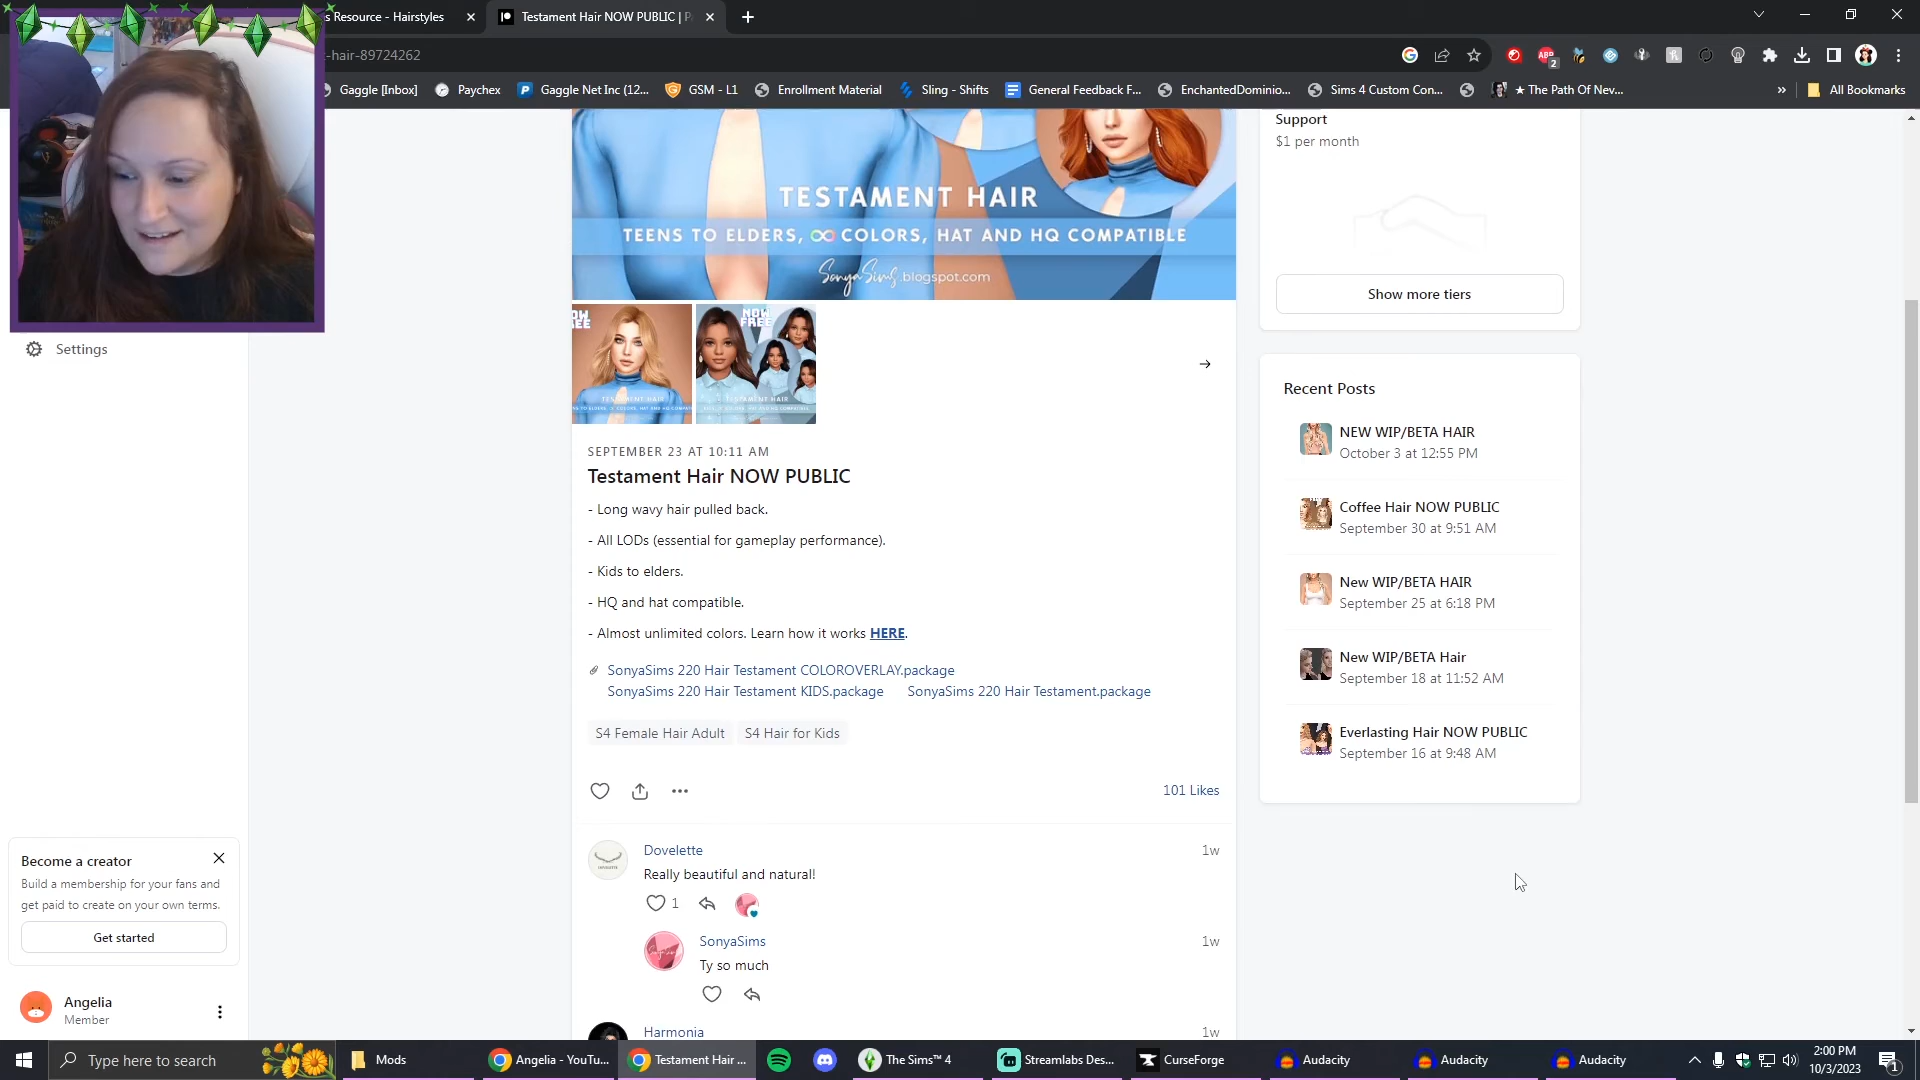 s Resource - Hairstyles
Testament Hair NOW PUBLIC | P
-hair-89724262
Gaggle [Inbox]
Paychex
Gaggle Net Inc (12...
GSM - L1
Enrollment Material
Sling - Shifts
General Feedback F...
EnchantedDominio...
Sims 4 Custom Con...
★ The Path Of Nev...
»
All Bookmarks
ABP
2
TESTAMENT HAIR
TEENS TO ELDERS, ∞ COLORS, HAT AND HQ COMPATIBLE
SonyaSims.blogspot.com
Support
$1 per month
Show more tiers
Settings
NOW FREE
TESTAMENT HAIR
SEPTEMBER 23 AT 10:11 AM
Testament Hair NOW PUBLIC
- Long wavy hair pulled back.
- All LODs (essential for gameplay performance).
- Kids to elders.
- HQ and hat compatible.
- Almost unlimited colors. Learn how it works HERE.
SonyaSims 220 Hair Testament COLOROVERLAY.package
SonyaSims 220 Hair Testament KIDS.package
SonyaSims 220 Hair Testament.package
S4 Female Hair Adult
S4 Hair for Kids
101 Likes
Dovelette
1w
Really beautiful and natural!
1
SonyaSims
1w
Ty so much
Harmonia
1w
Recent Posts
NEW WIP/BETA HAIR
October 3 at 12:55 PM
Coffee Hair NOW PUBLIC
September 30 at 9:51 AM
New WIP/BETA HAIR
September 25 at 6:18 PM
New WIP/BETA Hair
September 18 at 11:52 AM
Everlasting Hair NOW PUBLIC
September 16 at 9:48 AM
Become a creator
Build a membership for your fans and
get paid to create on your own terms.
Get started
Angelia
Member
Type here to search
Mods
Angelia - YouTu...
Testament Hair ...
The Sims™ 4
Streamlabs Des...
CurseForge
Audacity
Audacity
Audacity
2:00 PM
10/3/2023
1